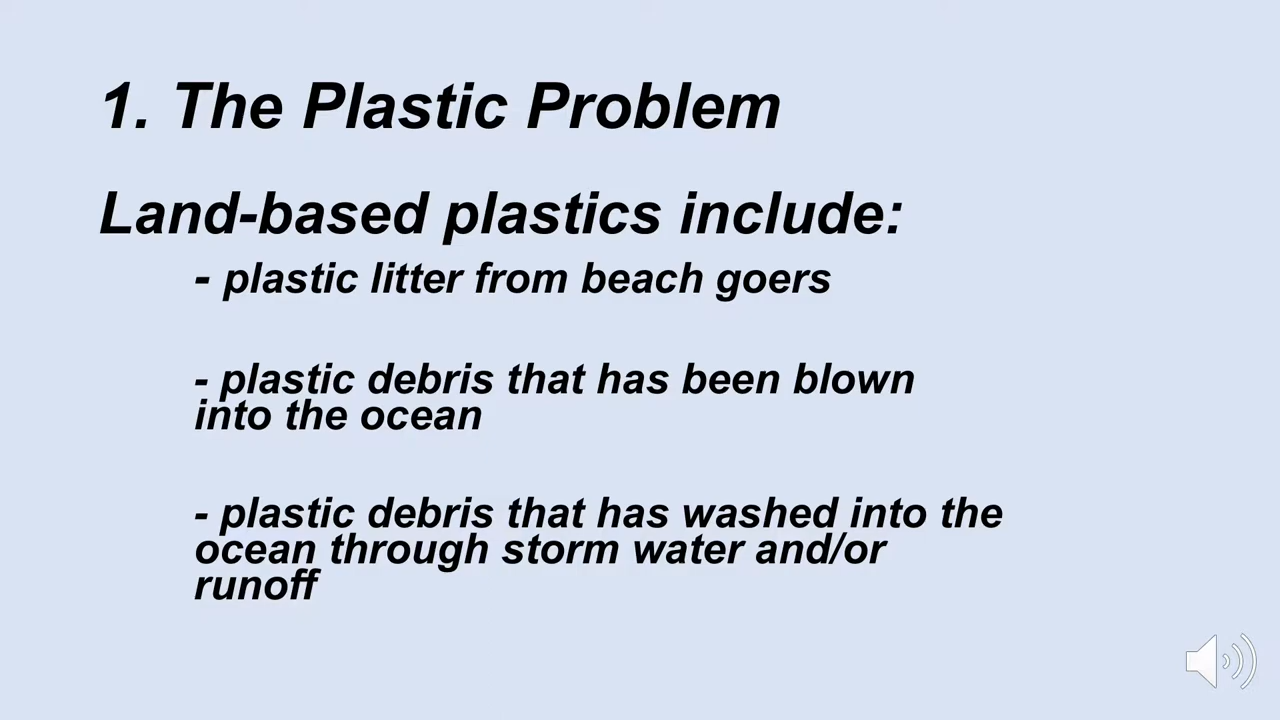 1. The Plastic Problem
Land-based plastics include:
- plastic litter from beach goers
- plastic debris that has been blown
into the ocean
- plastic debris that has washed into the
ocean through storm water and/or
runoff